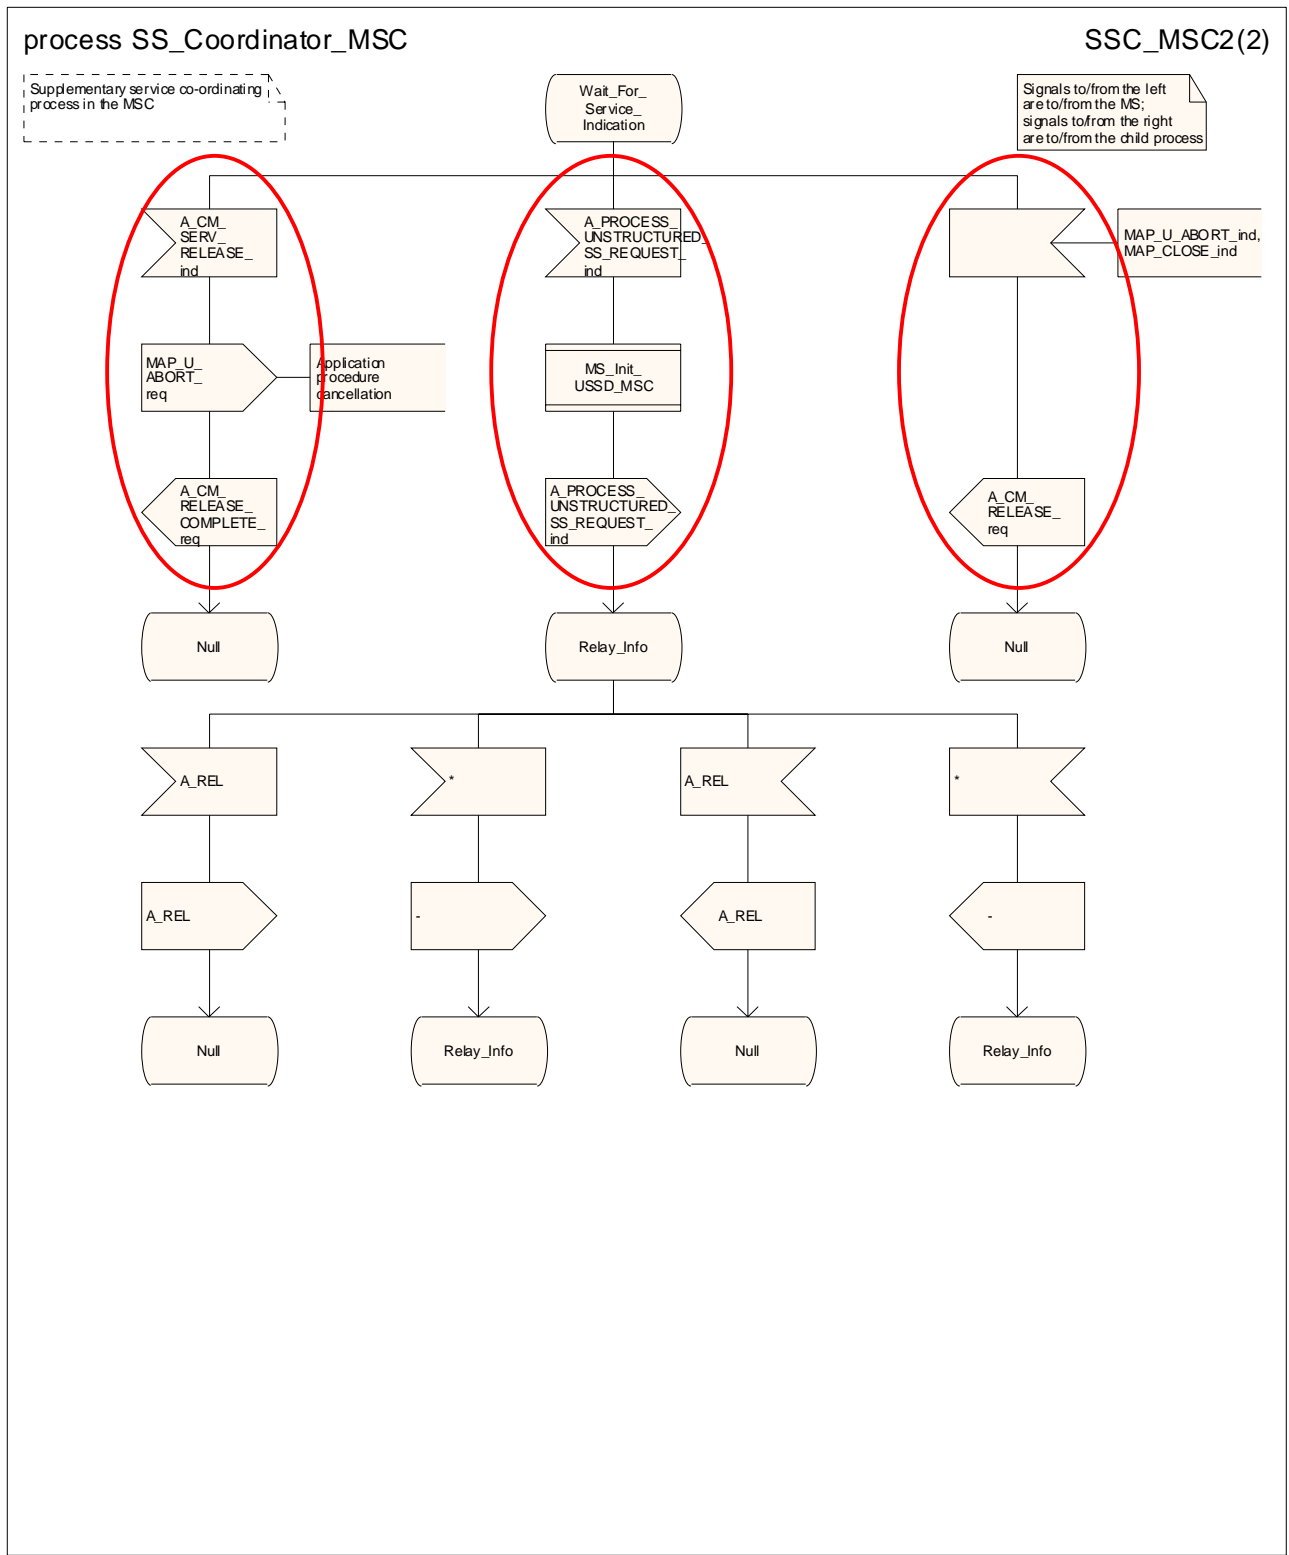 process SS_Coordinator_MSC
SSC_MSC2(2)
Supplementary service co-ordinating
process in the MSC
Wait_For_
Service_
Indication
Signals to/from the left
are to/from the MS;
signals to/from the right
are to/from the child process
A_CM_
SERV_
RELEASE_
ind
A_PROCESS_
UNSTRUCTURED_
SS_REQUEST_
ind
MAP_U_ABORT_ind,
MAP_CLOSE_ind
MAP_U_
ABORT_
req
Application
procedure
cancellation
MS_Init_
USSD_MSC
A_CM_
RELEASE_
COMPLETE_
req
A_PROCESS_
UNSTRUCTURED_
SS_REQUEST_
ind
A_CM_
RELEASE_
req
Null
Relay_Info
Null
A_REL
*
A_REL
*
A_REL
-
A_REL
-
Null
Relay_Info
Null
Relay_Info